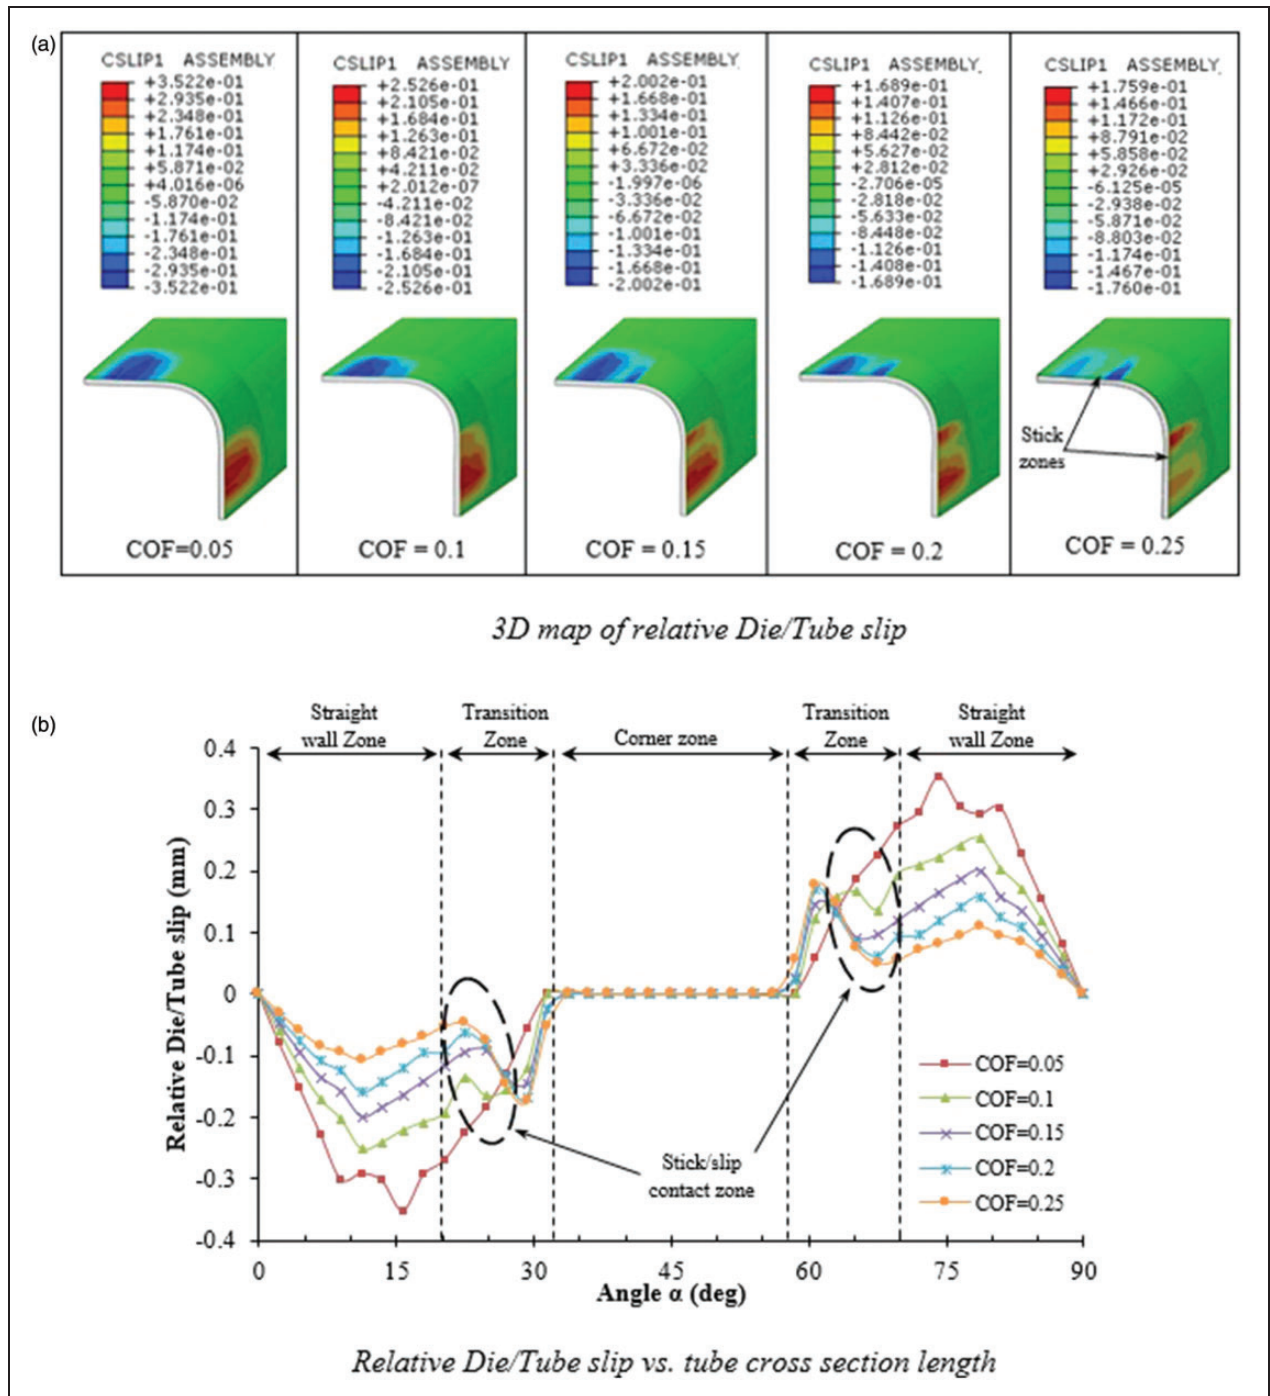 (a)
CSLIP1 ASSEMBLY
+3.522e-01
+2.935e-01
+2.348e-01
+1.761e-01
+1.174e-01
+5.871e-02
+4.016e-06
-5.870e-02
-1.174e-01
-1.761e-01
-2.348e-01
-2.935e-01
-3.522e-01
COF=0.05
CSLIP1 ASSEMBLY
+2.526e-01
+2.105e-01
+1.684e-01
+1.263e-01
+8.421e-02
+4.211e-02
+2.012e-07
-4.211e-02
-8.421e-02
-1.263e-01
-1.684e-01
-2.105e-01
-2.526e-01
COF = 0.1
CSLIP1 ASSEMBLY
+2.002e-01
+1.668e-01
+1.334e-01
+1.001e-01
+6.672e-02
+3.336e-02
-1.997e-06
-3.336e-02
-6.672e-02
-1.001e-01
-1.334e-01
-1.668e-01
-2.002e-01
COF = 0.15
CSLIP1 ASSEMBLY
+1.689e-01
+1.407e-01
+1.126e-01
+8.442e-02
+5.627e-02
+2.812e-02
-2.706e-05
-2.818e-02
-5.633e-02
-8.448e-02
-1.126e-01
-1.408e-01
-1.689e-01
COF = 0.2
CSLIP1 ASSEMBLY
+1.759e-01
+1.466e-01
+1.172e-01
+8.791e-02
+5.858e-02
+2.926e-02
-6.125e-05
-2.938e-02
-5.871e-02
-8.803e-02
-1.174e-01
-1.467e-01
-1.760e-01
Stick
zones
COF = 0.25
3D map of relative Die/Tube slip
(b)
Straight
wall Zone
Transition
Zone
Corner zone
Transition
Zone
Straight
wall Zone
Relative Die/Tube slip (mm)
0.4
0.3
0.2
0.1
0
-0.1
-0.2
-0.3
-0.4
Stick/slip
contact zone
COF=0.05
COF=0.1
COF=0.15
COF=0.2
COF=0.25
0 15 30 45 60 75 90
Angle α (deg)
Relative Die/Tube slip vs. tube cross section length